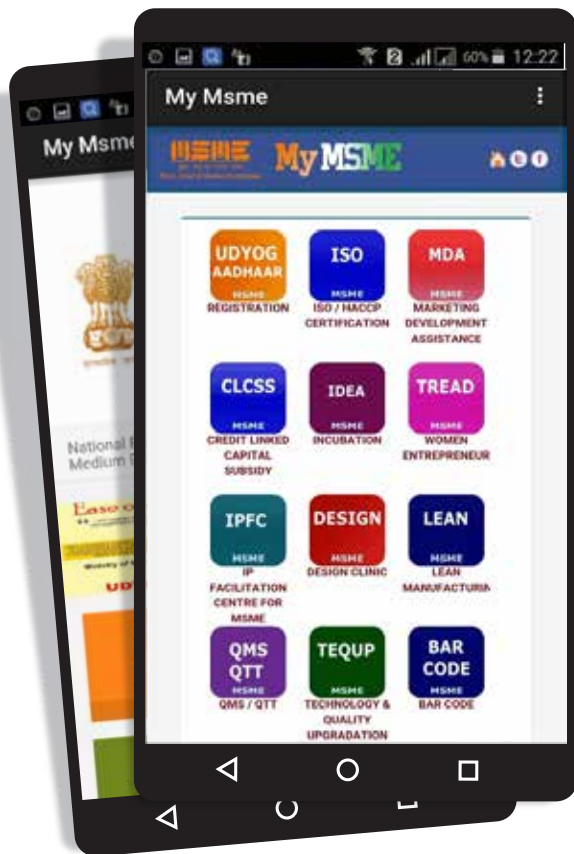 60% 12:22
My Msme
MSME My MSME
UDYOG AADHAAR
MSME
REGISTRATION
ISO
MSME
ISO / HACCP
CERTIFICATION
MDA
MSME
MARKETING
DEVELOPMENT
ASSISTANCE
CLCSS
MSME
CREDIT LINKED
CAPITAL
SUBSIDY
IDEA
MSME
INCUBATION
TREAD
MSME
WOMEN
ENTREPRENEUR
IPFC
MSME
IP
FACILITATION
CENTRE FOR
MSME
DESIGN
MSME
DESIGN CLINIC
LEAN
MSME
LEAN
MANUFACTURIN
QMS
QTT
MSME
QMS / QTT
TEQUP
MSME
TECHNOLOGY &
QUALITY
UPGRADATION
BAR
CODE
MSME
BAR CODE
My Msme
National
Medium
Ease
UD